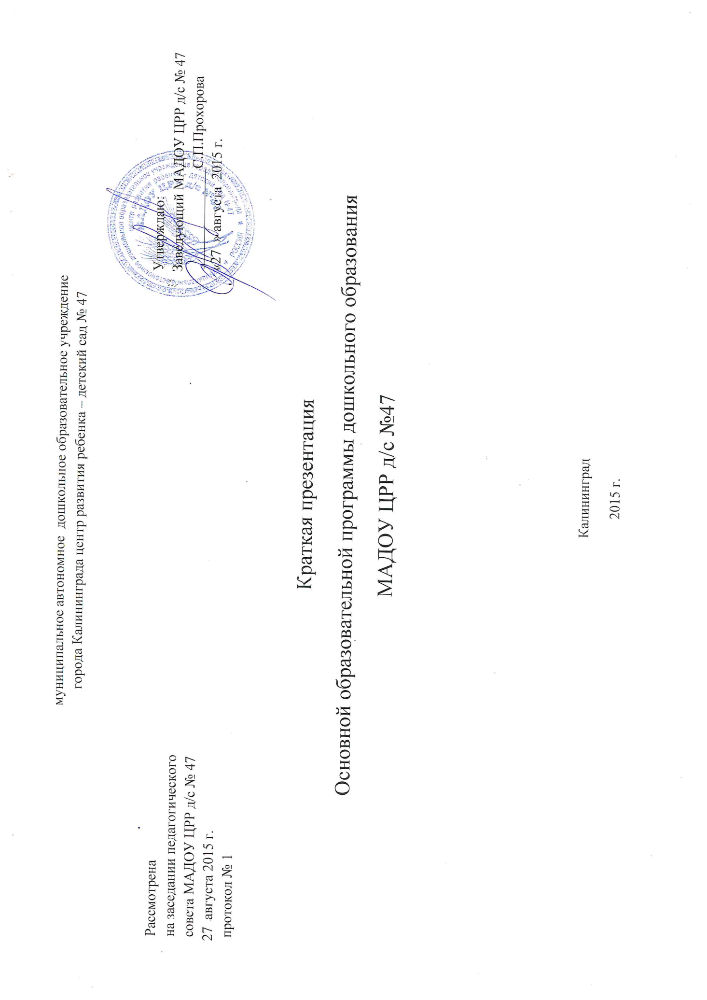 муниципальное автономное дошкольное образовательное учреждение
города Калининграда центр развития ребенка – детский сад № 47
Рассмотрена
на заседании педагогического
совета МАДОУ ЦРР д/с № 47
27 августа 2015 г.
протокол № 1
Утверждаю:
Заведующий МАДОУ ЦРР д/с № 47
С.П.Прохорова
«27 » августа 2015 г.
Краткая презентация
Основной образовательной программы дошкольного образования
МАДОУ ЦРР д/с №47
Калининград
2015 г.